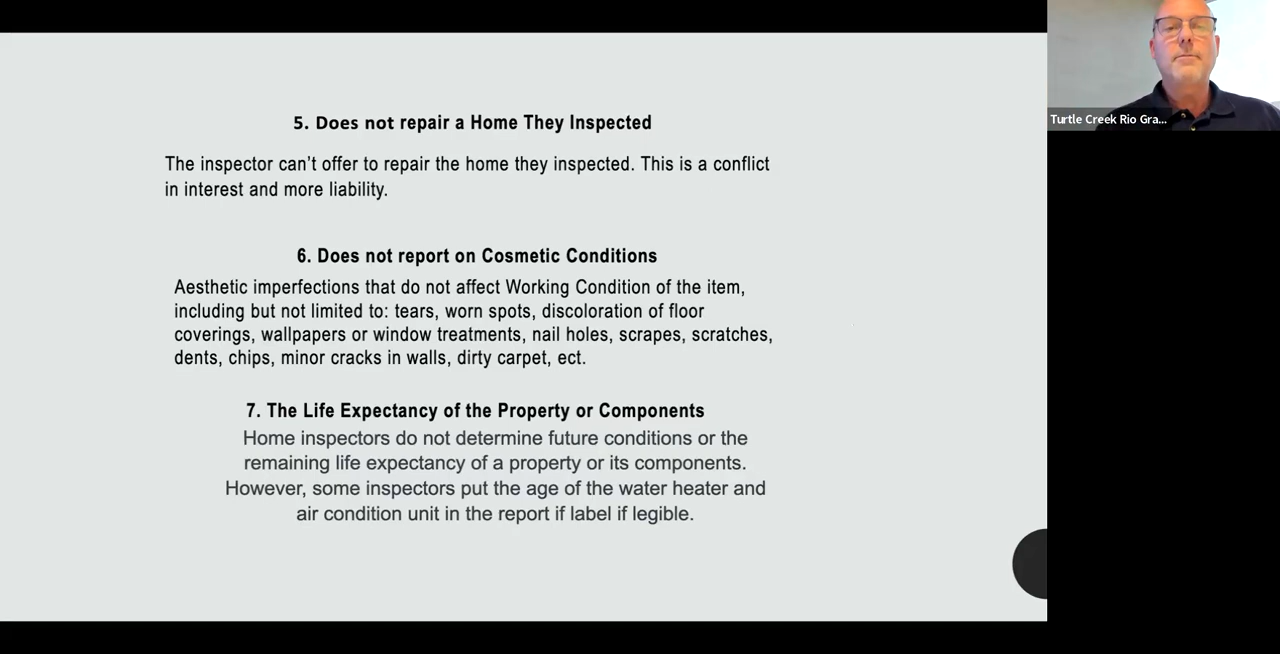 5. Does not repair a Home They Inspected
The inspector can't offer to repair the home they inspected. This is a conflict
in interest and more liability.
6. Does not report on Cosmetic Conditions
Aesthetic imperfections that do not affect Working Condition of the item,
including but not limited to: tears, worn spots, discoloration of floor
coverings, wallpapers or window treatments, nail holes, scrapes, scratches,
dents, chips, minor cracks in walls, dirty carpet, ect.
7. The Life Expectancy of the Property or Components
Home inspectors do not determine future conditions or the
remaining life expectancy of a property or its components.
However, some inspectors put the age of the water heater and
air condition unit in the report if label if legible.
Turtle Creek Rio Gra...